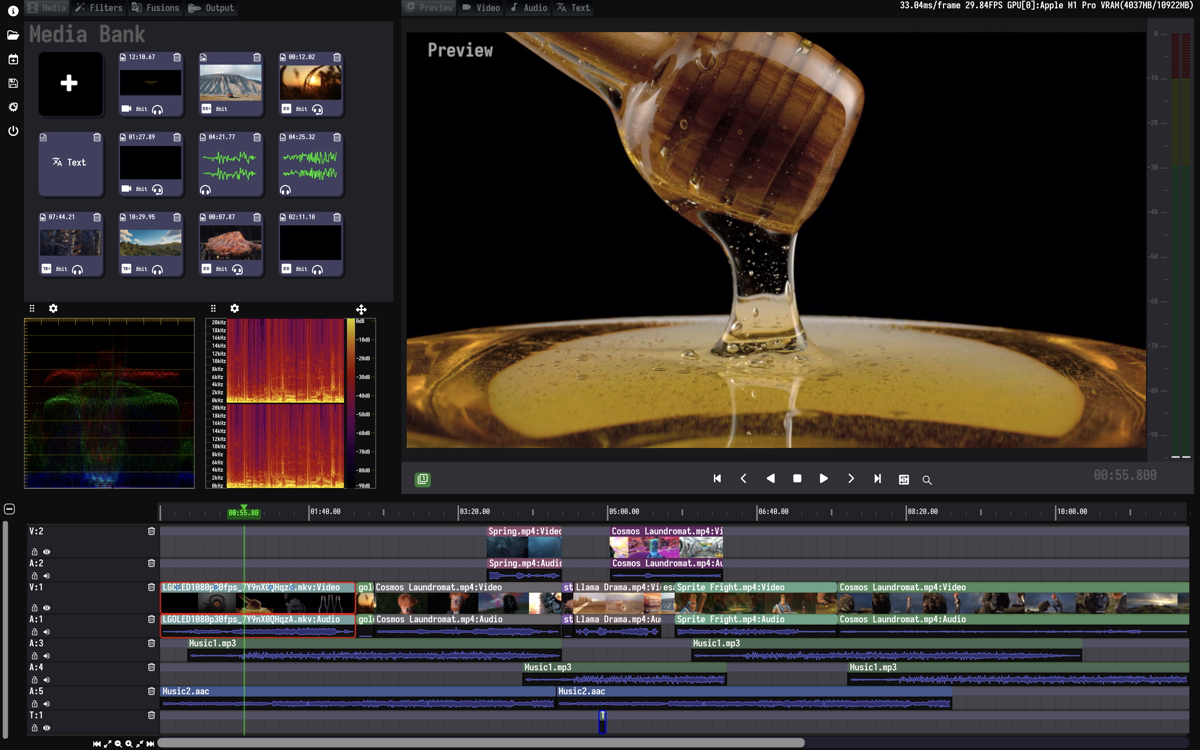 Media Filters Fusions Output
Preview Video Audio Text
33.04ms/frame 29.84FPS GPU[0]:Apple M1 Pro VRAM(4037MB/10922MB)
Media Bank
Preview
12:10.67
00:12.02
8bit 8bit 8bit
Text
01:27.89
04:21.77
04:25.32
8bit
07:44.21
10:29.95
00:07.87
02:11.10
8bit 8bit 8bit 8bit
20kHz
18kHz
16kHz
14kHz
12kHz
10kHz
8kHz
6kHz
4kHz
2kHz
0kHz
20kHz
18kHz
16kHz
14kHz
12kHz
10kHz
8kHz
6kHz
4kHz
2kHz
0kHz
0dB
-10dB
-20dB
-30dB
-40dB
-50dB
-60dB
-70dB
-80dB
-90dB
0
-10
-20
-30
-40
-50
-60
-70
-80
-90
00:55.800
00:55.80 01:40.00 03:20.00 05:00.00 06:40.00 08:20.00 10:00.00
V:2
Spring.mp4:Video Cosmos Laundromat.mp4:Vi
A:2
Spring.mp4:Audio Cosmos Laundromat.mp4:Au
V:1
LGOLED1080p30fps_7Y9nX0QHqzA.mkv:Video gol Cosmos Laundromat.mp4:Video st Llama Drama.mp4:Vi es Sprite Fright.mp4:Video Cosmos Laundromat.mp4:Video
A:1
LGOLED1080p30fps_7Y9nX0QHqzA.mkv:Audio gol Cosmos Laundromat.mp4:Audio st Llama Drama.mp4:Au Sprite Fright.mp4:Audio Cosmos Laundromat.mp4:Audio
A:3
Music1.mp3 Music1.mp3
A:4
Music1.mp3 Music1.mp3
A:5
Music2.aac Music2.aac
T:1
T